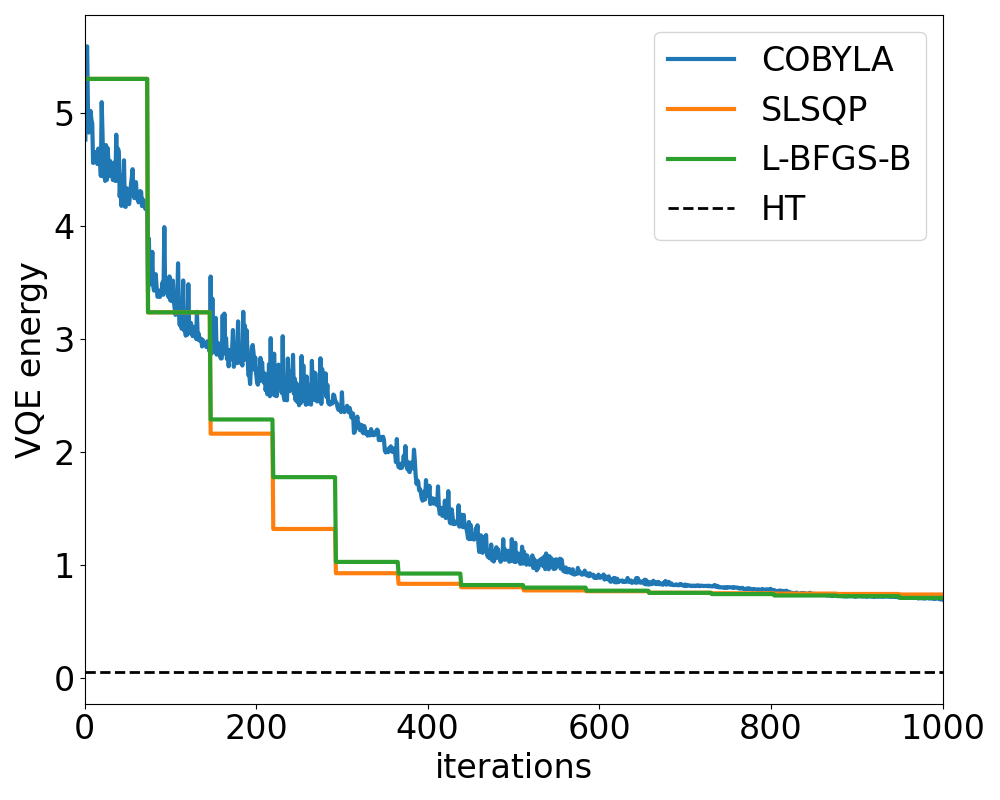 COBYLA
SLSQP
L-BFGS-B
HT
VQE energy
5
4
3
2
1
0
0 200 400 600 800 1000
iterations